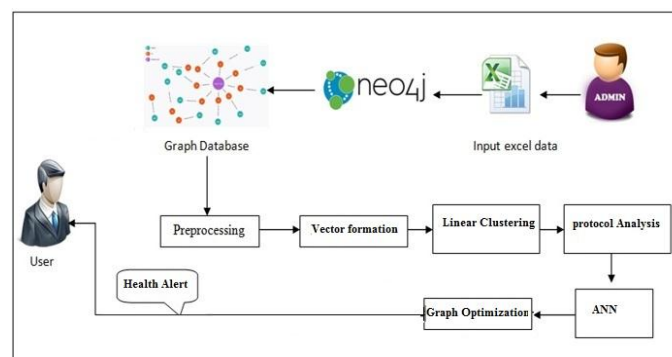 ADMIN
neo4j
Graph Database
Input excel data
Preprocessing
Vector formation
Linear Clustering
protocol Analysis
User
Health Alert
Graph Optimization
ANN